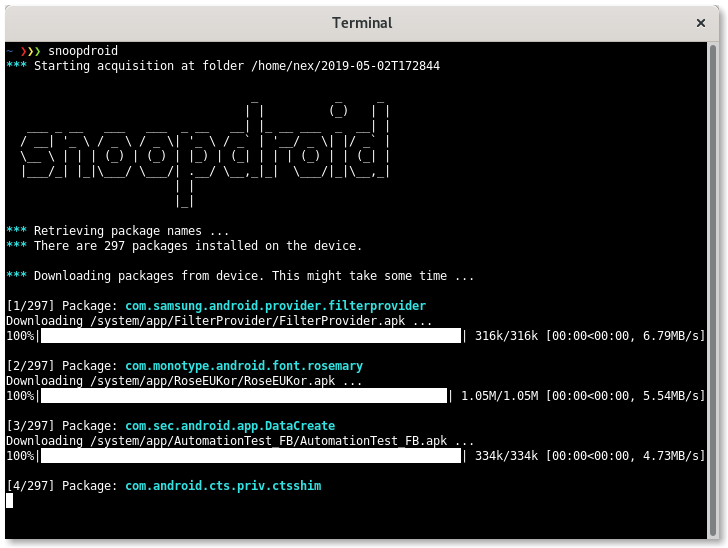 Terminal
~ ❯❯❯ snoopdroid
*** Starting acquisition at folder /home/nex/2019-05-02T172844
snoopdroid
*** Retrieving package names ...
*** There are 297 packages installed on the device.
*** Downloading packages from device. This might take some time ...
[1/297] Package: com.samsung.android.provider.filterprovider
Downloading /system/app/FilterProvider/FilterProvider.apk ...
100%| | 316k/316k [00:00<00:00, 6.79MB/s]
[2/297] Package: com.monotype.android.font.rosemary
Downloading /system/app/RoseEUKor/RoseEUKor.apk ...
100%| | 1.05M/1.05M [00:00<00:00, 5.54MB/s]
[3/297] Package: com.sec.android.app.DataCreate
Downloading /system/app/AutomationTest_FB/AutomationTest_FB.apk ...
100%| | 334k/334k [00:00<00:00, 4.73MB/s]
[4/297] Package: com.android.cts.priv.ctsshim